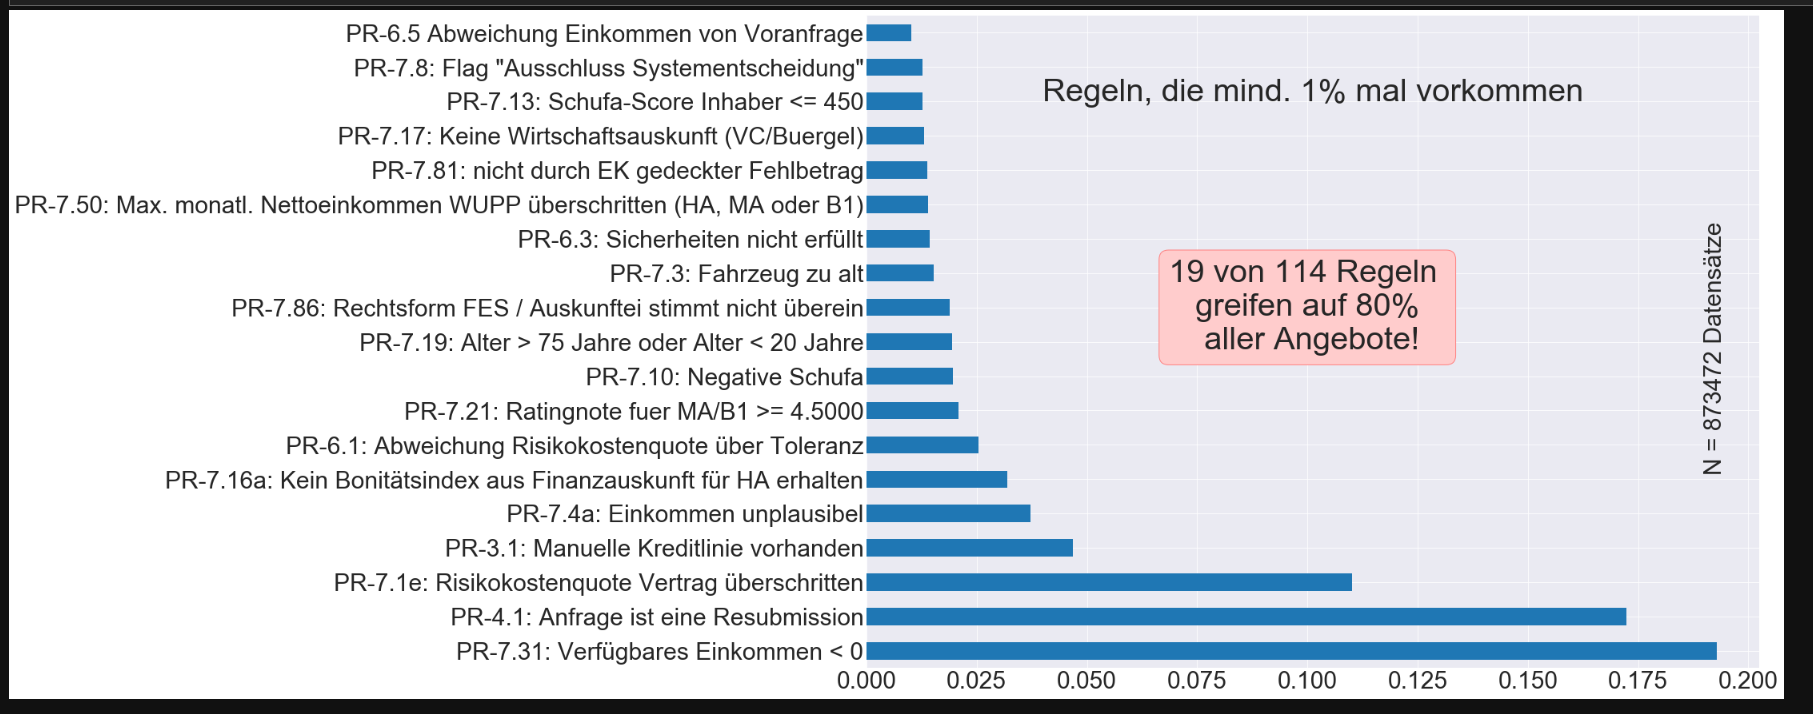 PR-6.5 Abweichung Einkommen von Voranfrage
PR-7.8: Flag "Ausschluss Systementscheidung"
PR-7.13: Schufa-Score Inhaber <= 450
PR-7.17: Keine Wirtschaftsauskunft (VC/Buergel)
PR-7.81: nicht durch EK gedeckter Fehlbetrag
PR-7.50: Max. monatl. Nettoeinkommen WUPP überschritten (HA, MA oder B1)
PR-6.3: Sicherheiten nicht erfüllt
PR-7.3: Fahrzeug zu alt
PR-7.86: Rechtsform FES / Auskunftei stimmt nicht überein
PR-7.19: Alter > 75 Jahre oder Alter < 20 Jahre
PR-7.10: Negative Schufa
PR-7.21: Ratingnote fuer MA/B1 >= 4.5000
PR-6.1: Abweichung Risikokostenquote über Toleranz
PR-7.16a: Kein Bonitätsindex aus Finanzauskunft für HA erhalten
PR-7.4a: Einkommen unplausibel
PR-3.1: Manuelle Kreditlinie vorhanden
PR-7.1e: Risikokostenquote Vertrag überschritten
PR-4.1: Anfrage ist eine Resubmission
PR-7.31: Verfügbares Einkommen < 0
Regeln, die mind. 1% mal vorkommen
19 von 114 Regeln
greifen auf 80%
aller Angebote!
N = 873472 Datensätze
0.000 0.025 0.050 0.075 0.100 0.125 0.150 0.175 0.200